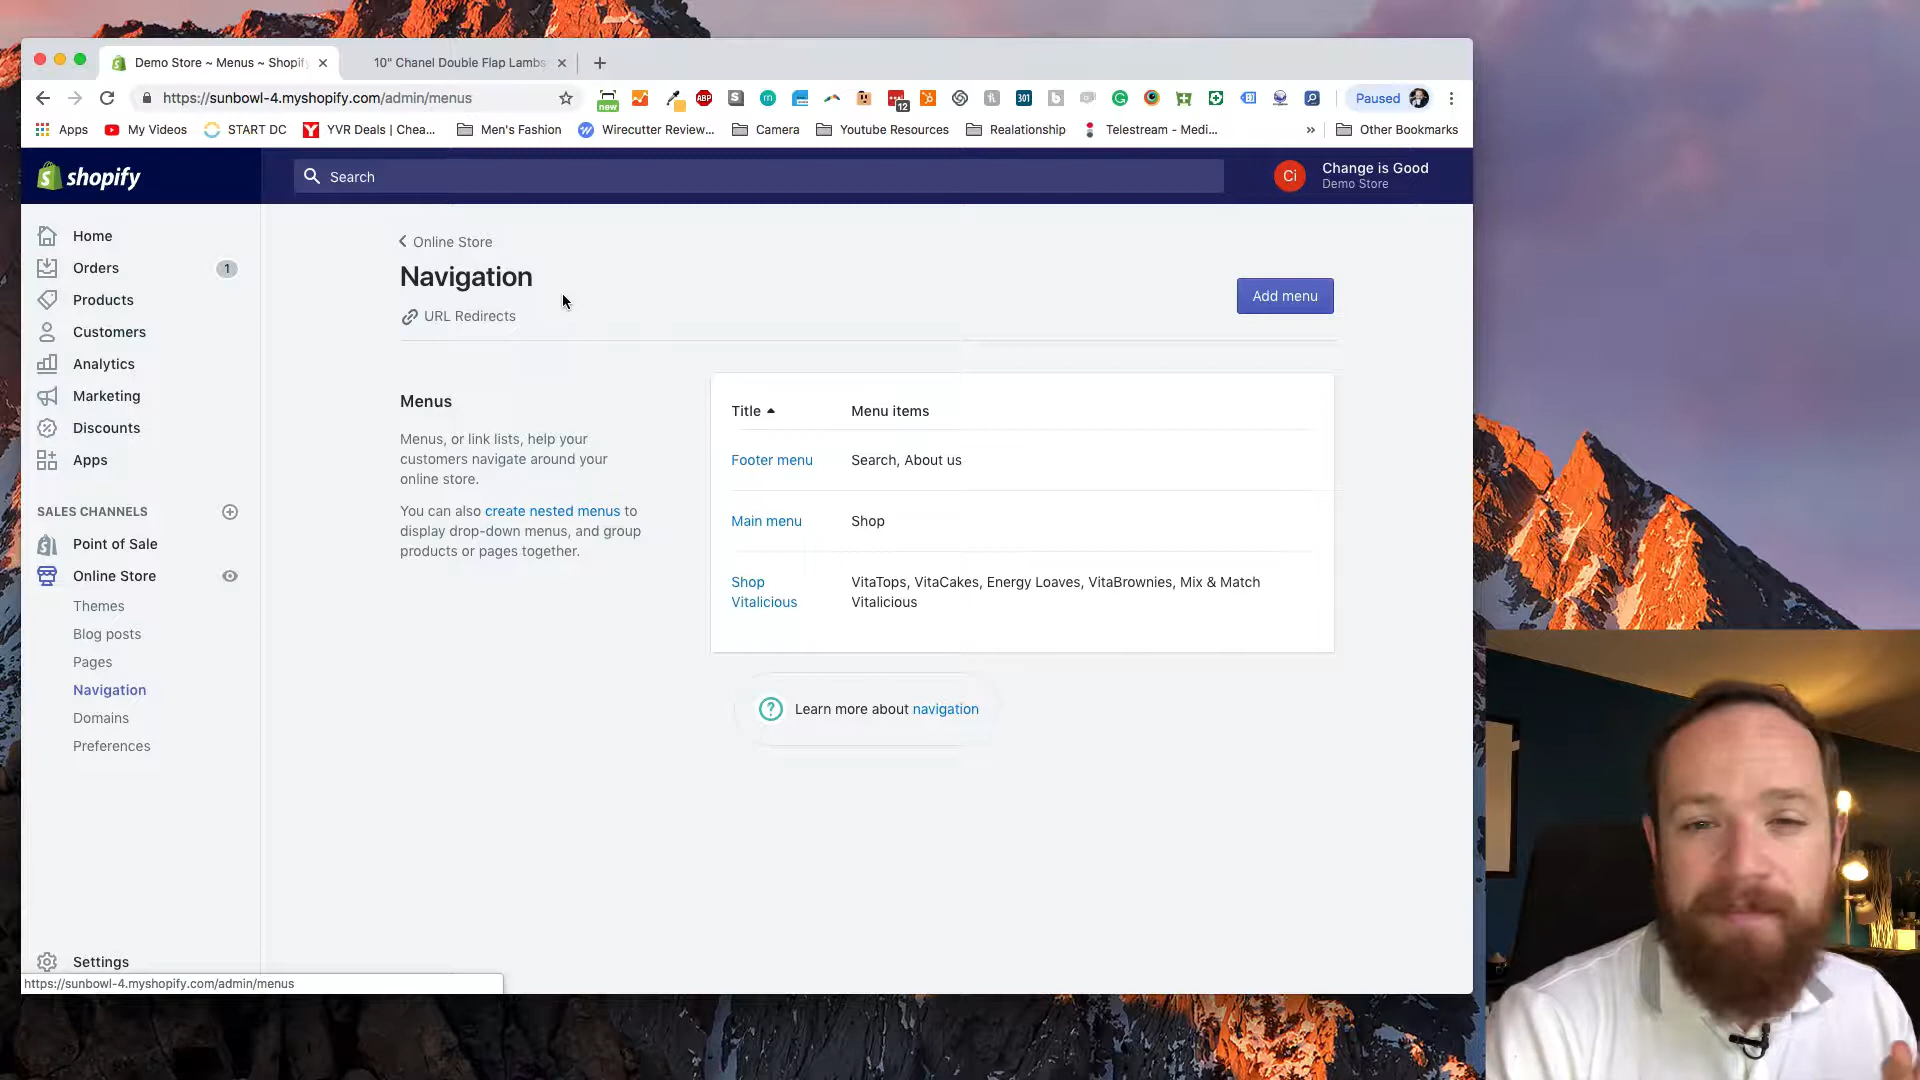 Demo Store ~ Menus ~ Shopif
10" Chanel Double Flap Lambs
https://sunbowl-4.myshopify.com/admin/menus
new
ABP
12
301
Paused
Apps
My Videos
START DC
YVR Deals | Chea...
Men's Fashion
Wirecutter Review...
Camera
Youtube Resources
Realationship
Telestream - Medi...
»
Other Bookmarks
shopify
Search
Ci
Change is Good
Demo Store
Home
Orders
1
Products
Customers
Analytics
Marketing
Discounts
Apps
SALES CHANNELS
Point of Sale
Online Store
Themes
Blog posts
Pages
Navigation
Domains
Preferences
Settings
https://sunbowl-4.myshopify.com/admin/menus
Online Store
Navigation
URL Redirects
Add menu
Menus
Menus, or link lists, help your
customers navigate around your
online store.
You can also create nested menus to
display drop-down menus, and group
products or pages together.
Title
Menu items
Footer menu
Search, About us
Main menu
Shop
Shop
Vitalicious
VitaTops, VitaCakes, Energy Loaves, VitaBrownies, Mix & Match
Vitalicious
Learn more about navigation